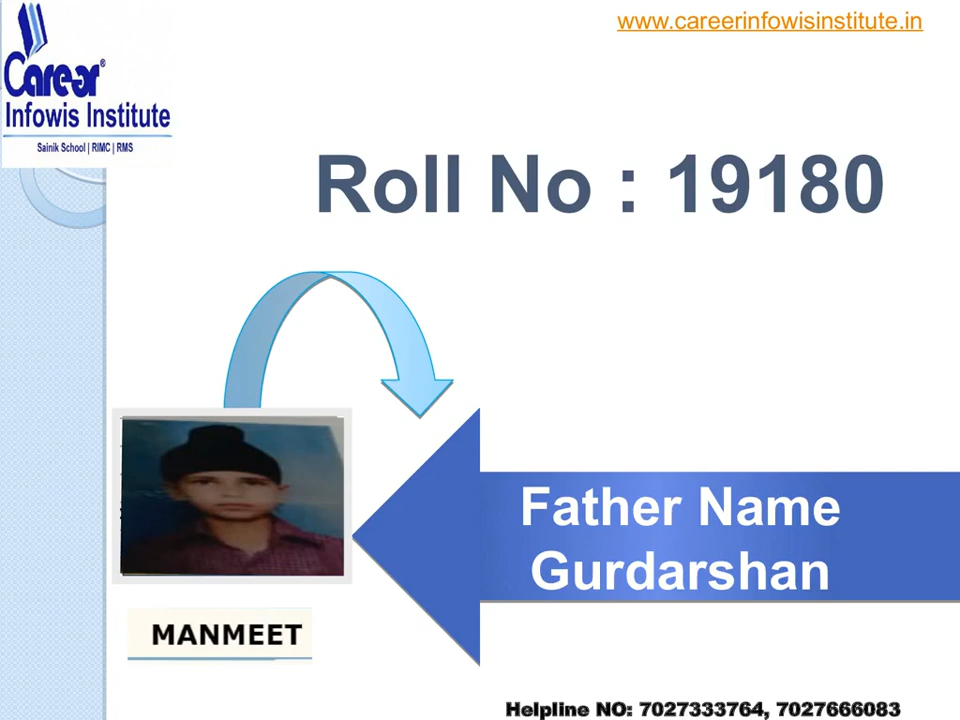 www.careerinfowisinstitute.in
Career®
Infowis Institute
Sainik School | RIMC | RMS
Roll No : 19180
Father Name
Gurdarshan
MANMEET
Helpline NO: 7027333764, 7027666083